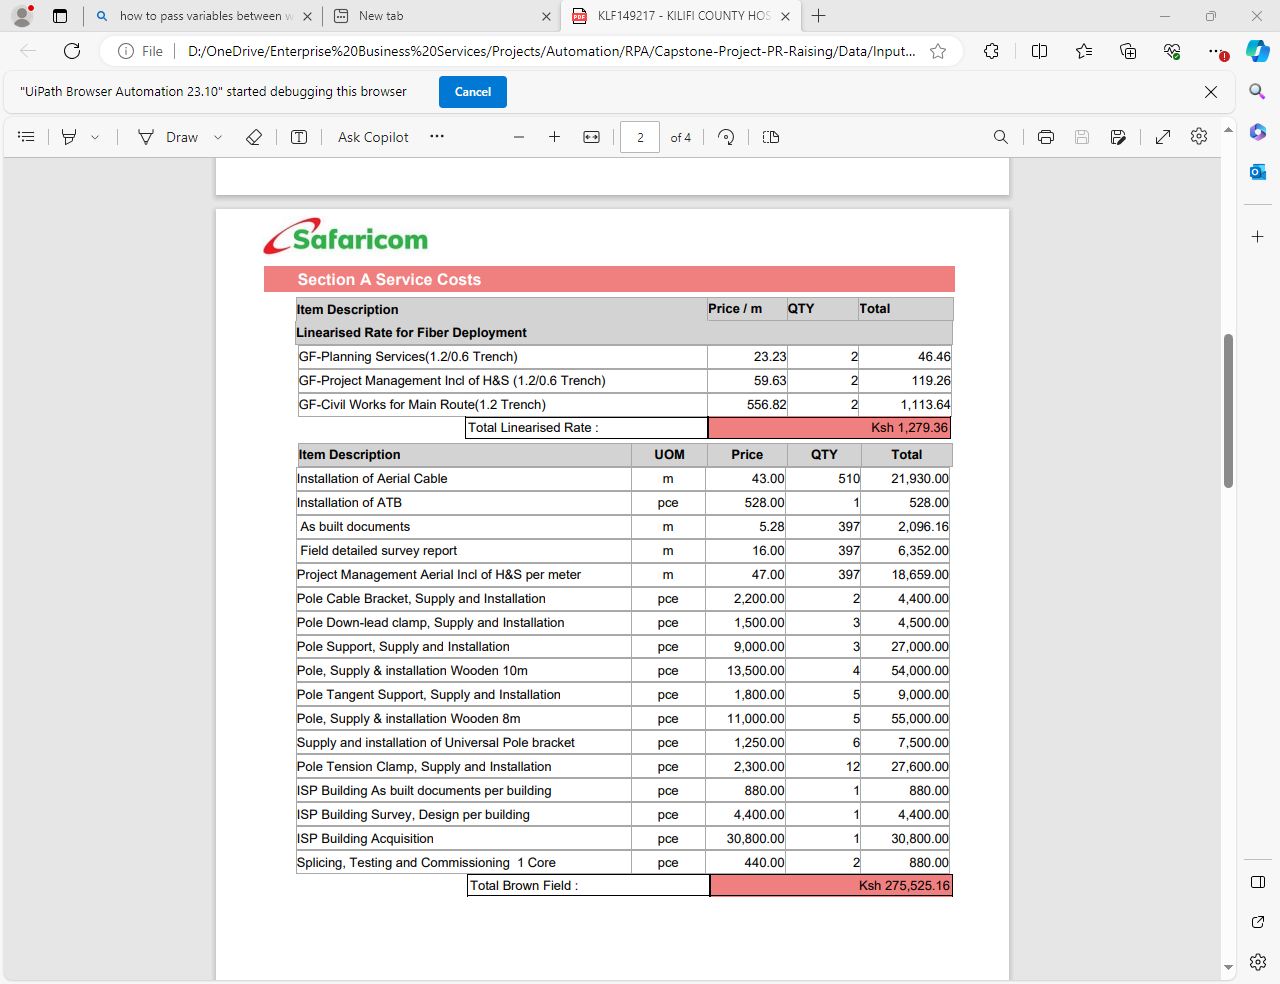 how to pass variables between w
New tab
KLF149217 - KILIFI COUNTY HOS
File
D:/OneDrive/Enterprise%20Business%20Services/Projects/Automation/RPA/Capstone-Project-PR-Raising/Data/Input...
"UiPath Browser Automation 23.10" started debugging this browser
Cancel
Draw
Ask Copilot
2
of 4
Safaricom
Section A Service Costs
Item Description Price / m QTY Total
Linearised Rate for Fiber Deployment
GF-Planning Services(1.2/0.6 Trench) 23.23 2 46.46
GF-Project Management Incl of H&S (1.2/0.6 Trench) 59.63 2 119.26
GF-Civil Works for Main Route(1.2 Trench) 556.82 2 1,113.64
Total Linearised Rate : Ksh 1,279.36
Item Description UOM Price QTY Total
Installation of Aerial Cable m 43.00 510 21,930.00
Installation of ATB pce 528.00 1 528.00
As built documents m 5.28 397 2,096.16
Field detailed survey report m 16.00 397 6,352.00
Project Management Aerial Incl of H&S per meter m 47.00 397 18,659.00
Pole Cable Bracket, Supply and Installation pce 2,200.00 2 4,400.00
Pole Down-lead clamp, Supply and Installation pce 1,500.00 3 4,500.00
Pole Support, Supply and Installation pce 9,000.00 3 27,000.00
Pole, Supply & installation Wooden 10m pce 13,500.00 4 54,000.00
Pole Tangent Support, Supply and Installation pce 1,800.00 5 9,000.00
Pole, Supply & installation Wooden 8m pce 11,000.00 5 55,000.00
Supply and installation of Universal Pole bracket pce 1,250.00 6 7,500.00
Pole Tension Clamp, Supply and Installation pce 2,300.00 12 27,600.00
ISP Building As built documents per building pce 880.00 1 880.00
ISP Building Survey, Design per building pce 4,400.00 1 4,400.00
ISP Building Acquisition pce 30,800.00 1 30,800.00
Splicing, Testing and Commissioning 1 Core pce 440.00 2 880.00
Total Brown Field : Ksh 275,525.16